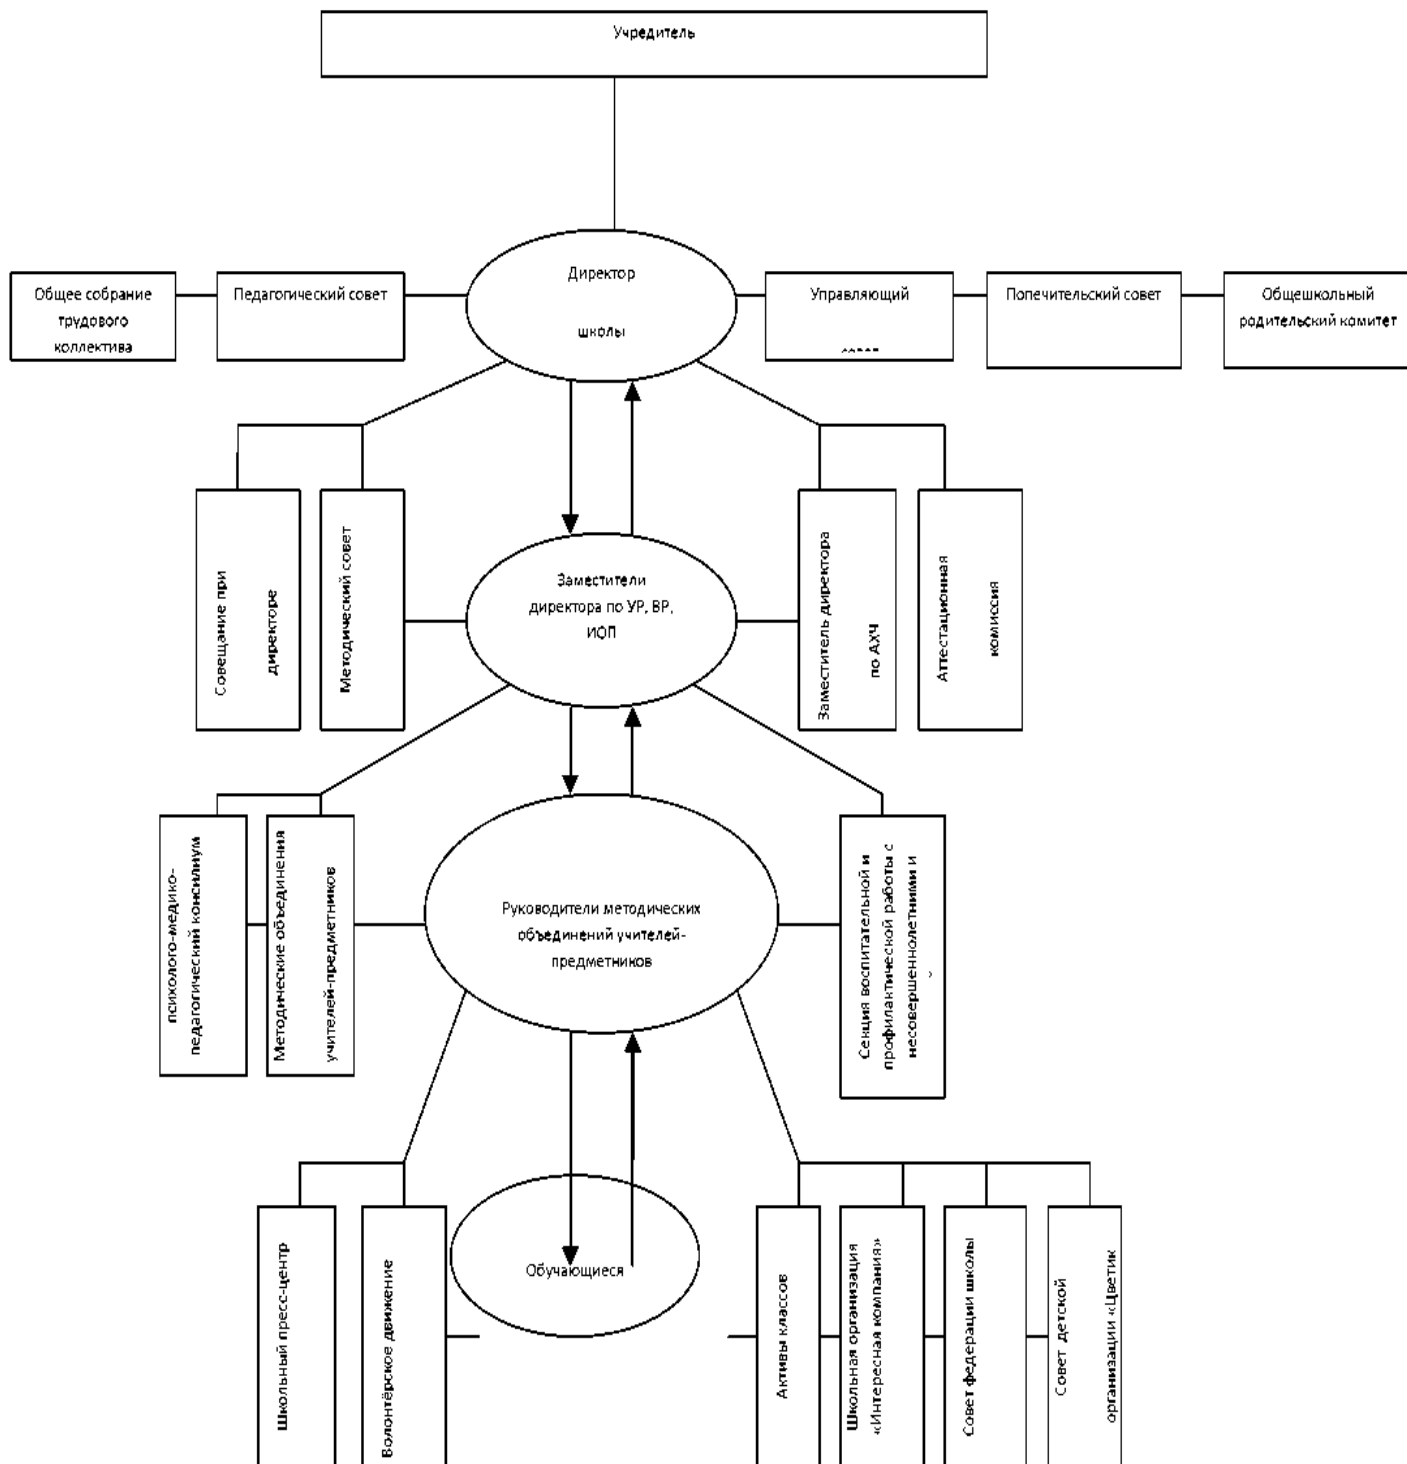 Учредитель
Директор
школы
Общее собрание
трудового
коллектива
Педагогический совет
Управляющий
Попечительский совет
Общешкольный
родительский комитет
Совещание при
директоре
Методический совет
Заместители
директора по УР, ВР,
ИОП
Заместитель директора
по АХЧ
Аттестационная
комиссия
психолого-медико-
педагогический консилиум
Методические объединения
учителей-предметников
Руководители методических
объединений учителей-
предметников
Секция воспитательной и
профилактической работы с
несовершеннолетними и
Школьный пресс-центр
Волонтёрское движение
Обучающиеся
Активы классов
Школьная организация
«Интересная компания»
Совет федерации школы
Совет детской
организации «Цветик